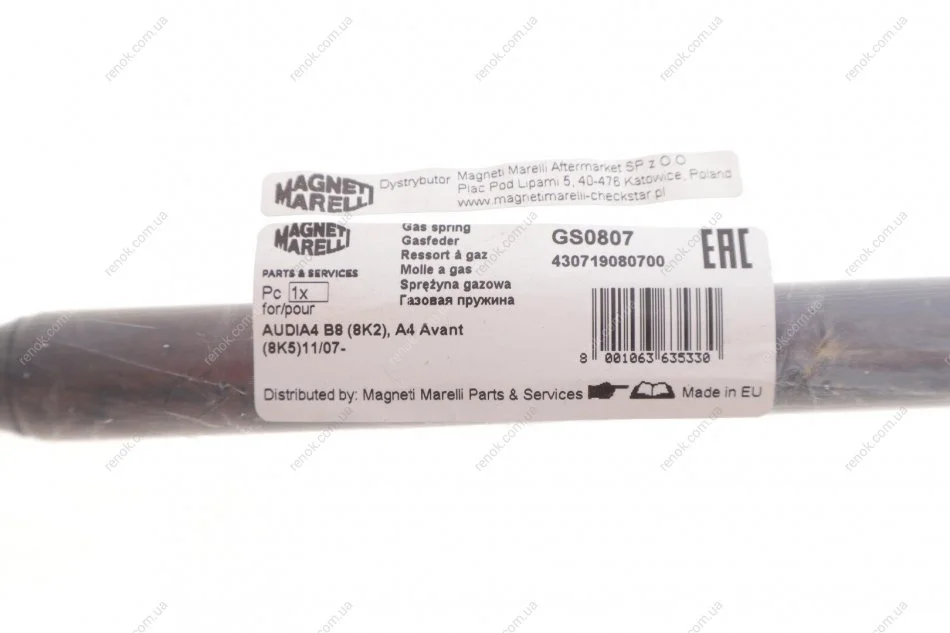 MAGNETI
MARELLI
Dystrybutor Magneti Marelli Aftermarket SP z O.O
Plac Pod Lipami 5, 40-476 Katowice, Poland
www.magnetimarelli-checkstar.pl
MAGNETI
MARELLI
PARTS & SERVICES
Pc 1x
for/pour
Gas spring
Gasfeder
Ressort à gaz
Molle a gas
Sprężyna gazowa
Газовая пружина
GS0807
430719080700
EAC
AUDIA4 B8 (8K2), A4 Avant
(8K5)11/07-
8 001063 635330
Distributed by: Magneti Marelli Parts & Services
Made in EU
renok.com.ua